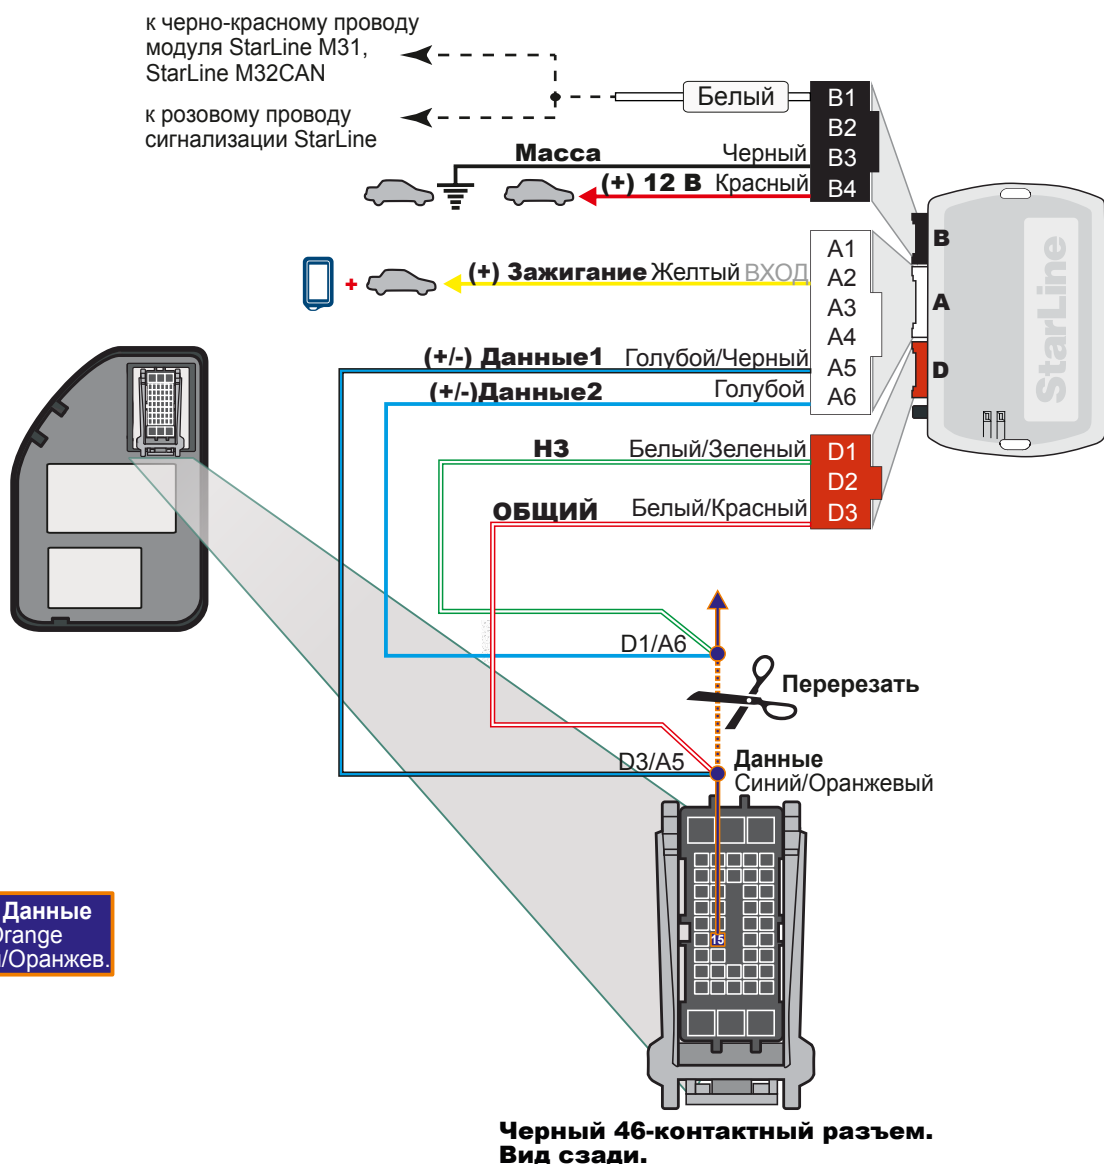 к черно-красному проводу
модуля StarLine M31,
StarLine M32CAN
к розовому проводу
сигнализации StarLine
Белый
B1
B2
Масса Черный B3
(+) 12 В Красный B4
B
A1
(+) Зажигание Желтый ВХОД A2
+
A3
A
A4
(+/-) Данные1 Голубой/Черный A5
D
(+/-)Данные2 Голубой A6
StarLine
НЗ Белый/Зеленый D1
D2
ОБЩИЙ Белый/Красный D3
D1/A6
Перерезать
D3/A5
Данные
Синий/Оранжевый
15
Данные
Orange
/Оранжев.
Черный 46-контактный разъем.
Вид сзади.